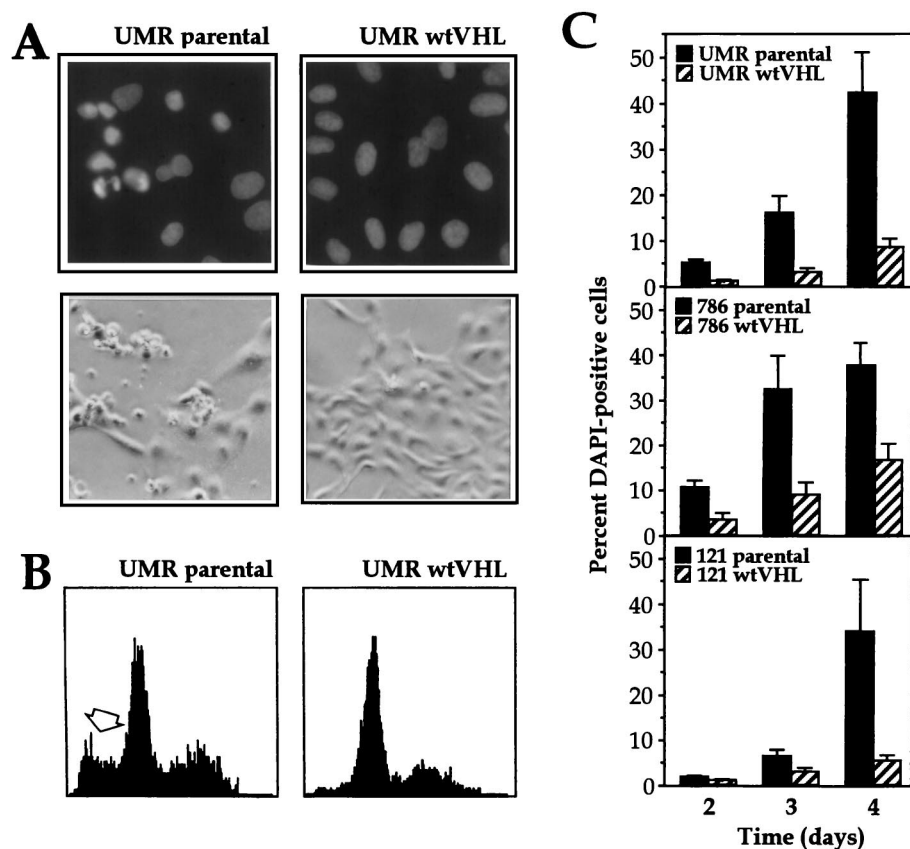 A
UMR parental
UMR wtVHL
B
UMR parental
UMR wtVHL
C
Percent DAPI-positive cells
50
40
30
20
10
0
UMR parental
UMR wtVHL
50
40
30
20
10
0
786 parental
786 wtVHL
50
40
30
20
10
0
121 parental
121 wtVHL
2
3
4
Time (days)